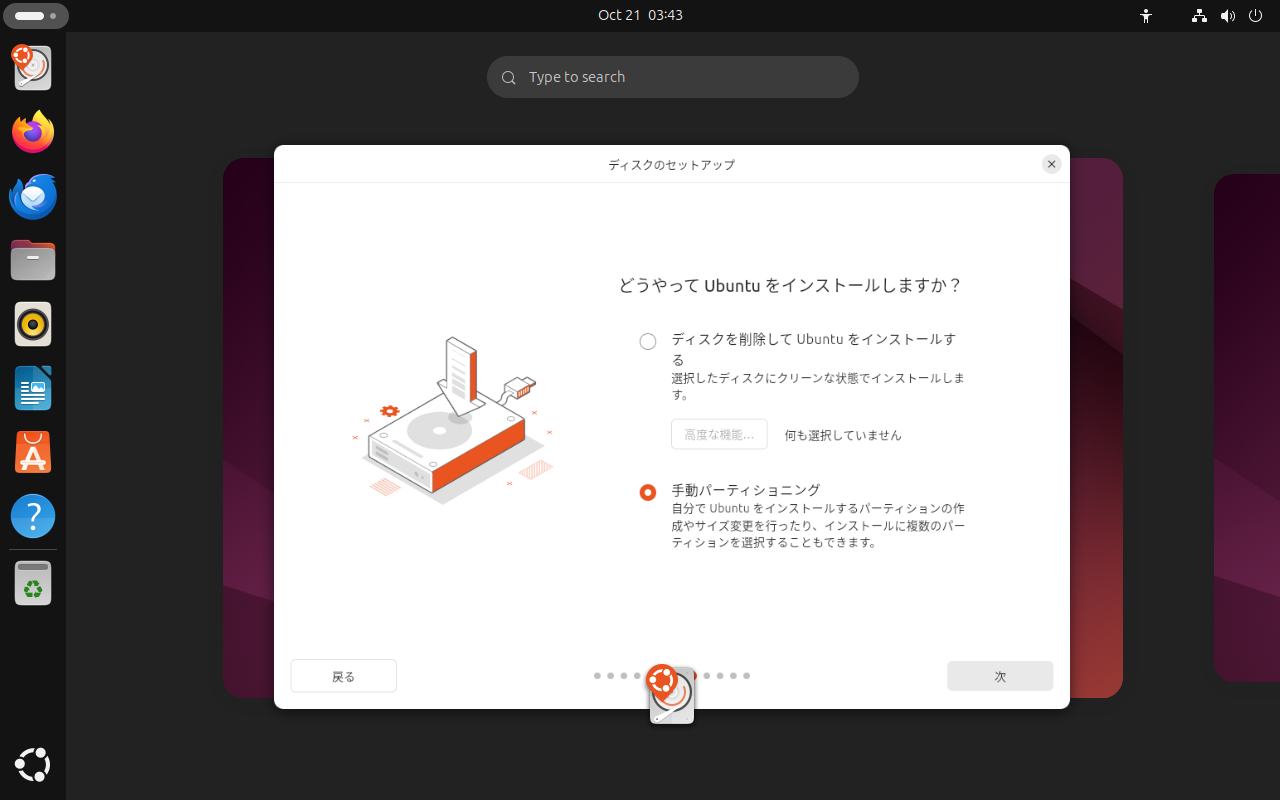 Oct 21 03:43
Type to search
ディスクのセットアップ
どうやって Ubuntu をインストールしますか？
ディスクを削除して Ubuntu をインストールす
る
選択したディスクにクリーンな状態でインストールしま
す。
高度な機能...
何も選択していません
手動パーティショニング
自分で Ubuntu をインストールするパーティションの作
成やサイズ変更を行ったり、インストールに複数のパー
ティションを選択することもできます。
戻る
次